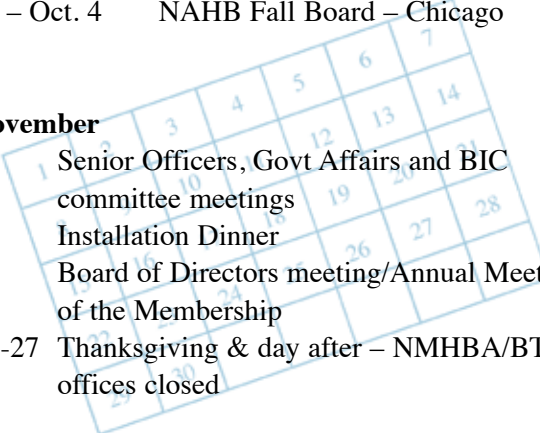 – Oct. 4 NAHB Fall Board – Chicago
ovember
Senior Officers, Govt Affairs and BIC
committee meetings
Installation Dinner
Board of Directors meeting/Annual Meet
of the Membership
-27 Thanksgiving & day after – NMHBA/BT
offices closed